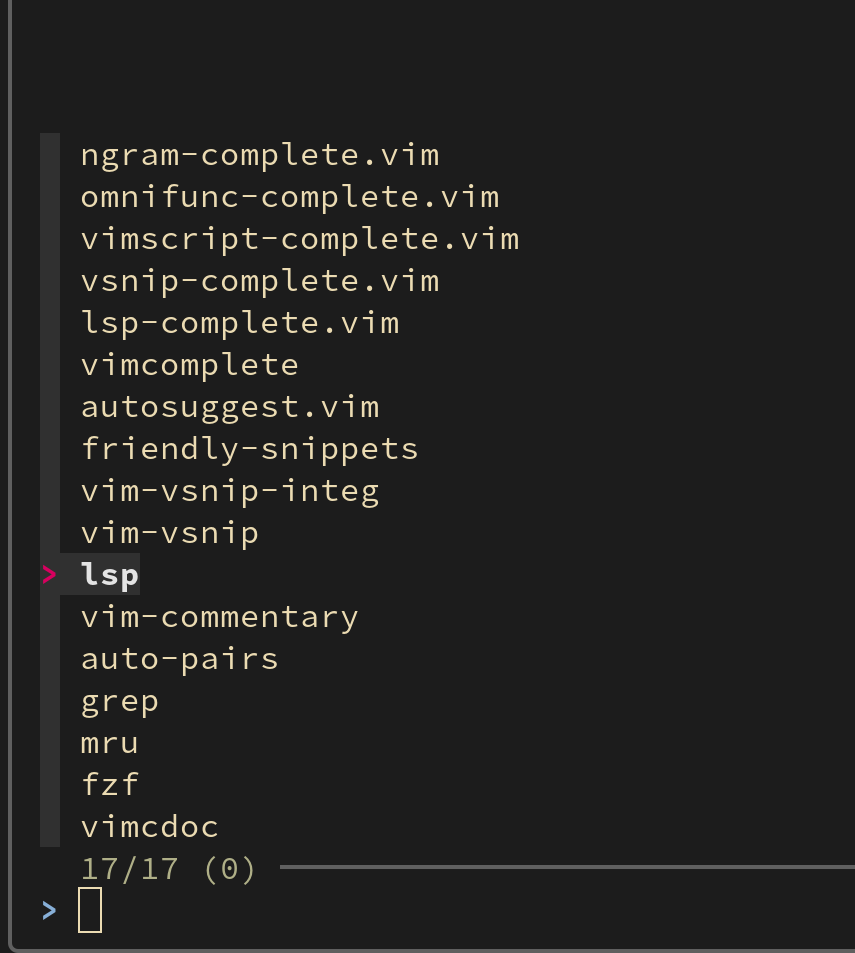 ngram-complete.vim
omnifunc-complete.vim
vimscript-complete.vim
vsnip-complete.vim
lsp-complete.vim
vimcomplete
autosuggest.vim
friendly-snippets
vim-vsnip-integ
vim-vsnip
> lsp
vim-commentary
auto-pairs
grep
mru
fzf
vimcdoc
17/17 (0)
>